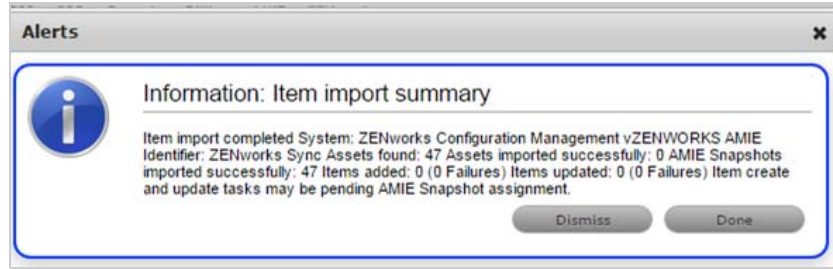 Alerts
Information: Item import summary
Item import completed System: ZENworks Configuration Management vZENWORKS AMIE
Identifier: ZENworks Sync Assets found: 47 Assets imported successfully: 0 AMIE Snapshots
imported successfully: 47 Items added: 0 (0 Failures) Items updated: 0 (0 Failures) Item create
and update tasks may be pending AMIE Snapshot assignment.
Dismiss Done